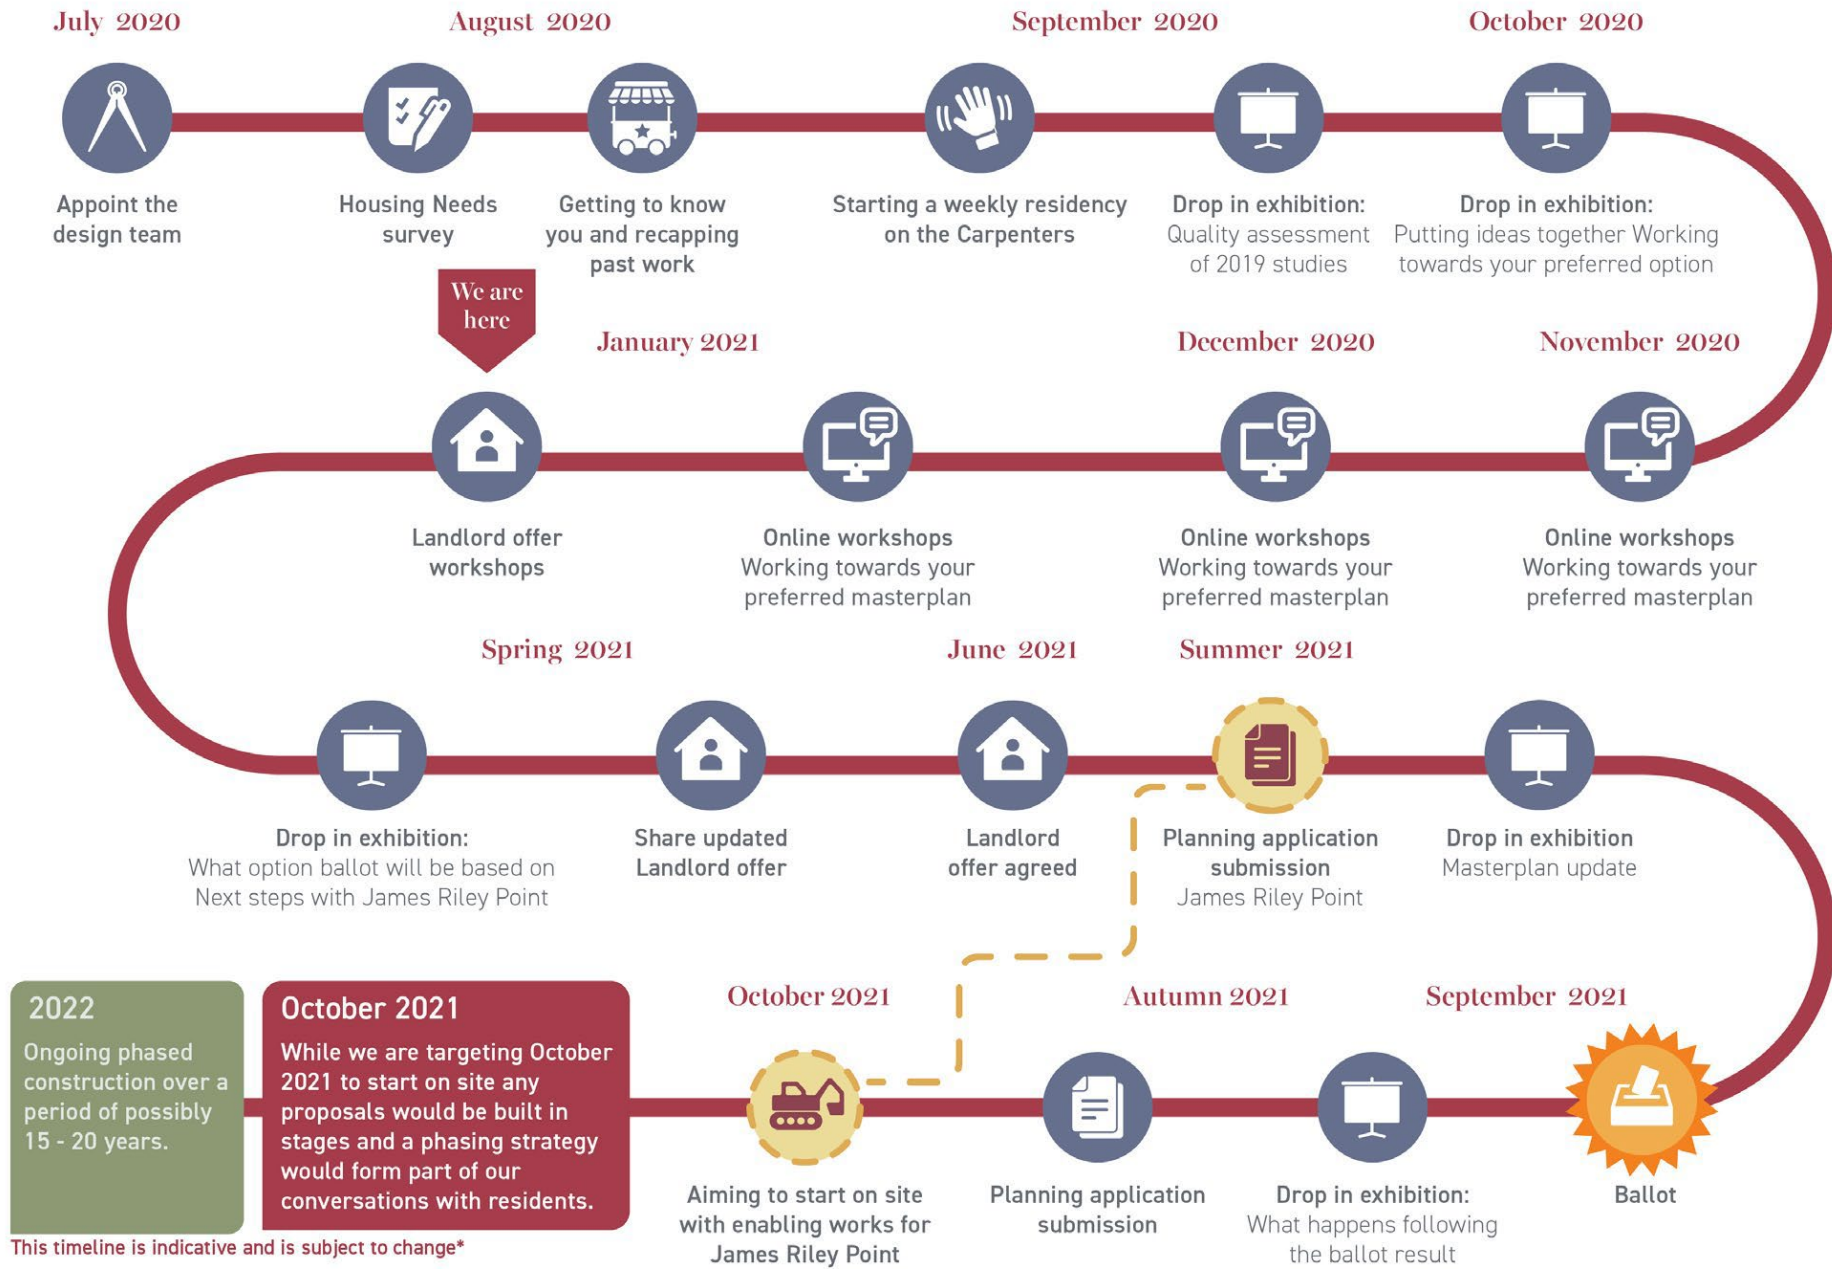 July 2020
August 2020
September 2020
October 2020
Appoint the
design team
Housing Needs
survey
Getting to know
you and recapping
past work
Starting a weekly residency
on the Carpenters
Drop in exhibition:
Quality assessment
of 2019 studies
Drop in exhibition:
Putting ideas together Working
towards your preferred option
We are
here
January 2021
December 2020
November 2020
Landlord offer
workshops
Online workshops
Working towards your
preferred masterplan
Online workshops
Working towards your
preferred masterplan
Online workshops
Working towards your
preferred masterplan
Spring 2021
June 2021
Summer 2021
Drop in exhibition:
What option ballot will be based on
Next steps with James Riley Point
Share updated
Landlord offer
Landlord
offer agreed
Planning application
submission
James Riley Point
Drop in exhibition
Masterplan update
2022
Ongoing phased
construction over a
period of possibly
15 - 20 years.
October 2021
While we are targeting October
2021 to start on site any
proposals would be built in
stages and a phasing strategy
would form part of our
conversations with residents.
October 2021
Autumn 2021
September 2021
Aiming to start on site
with enabling works for
James Riley Point
Planning application
submission
Drop in exhibition:
What happens following
the ballot result
Ballot
This timeline is indicative and is subject to change*